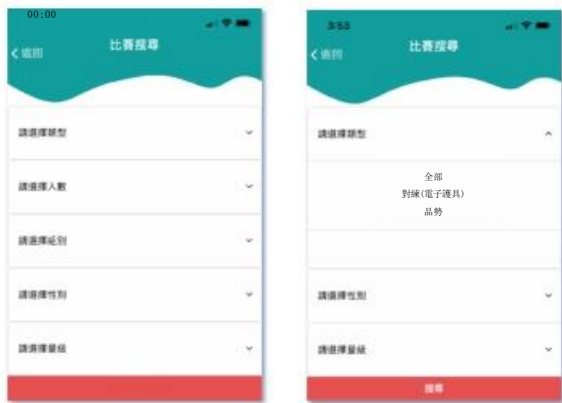 00:00
返回
比賽搜尋
請選擇類型
請選擇人數
請選擇組別
請選擇性別
請選擇量級
3:53
返回
比賽搜尋
請選擇類型
全部
對練(電子護具)
品勢
請選擇性別
請選擇量級
搜尋